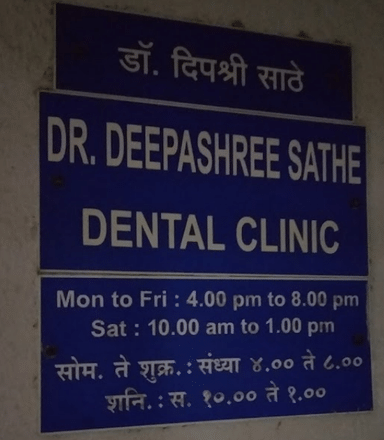 डॉ. दिपश्री साठे
DR. DEEPASHREE SATHE
DENTAL CLINIC
Mon to Fri : 4.00 pm to 8.00 pm
Sat : 10.00 am to 1.00 pm
सोम. ते शुक्र. : संध्या ४.०० ते ८.००
शनि. : स. १०.०० ते १.००